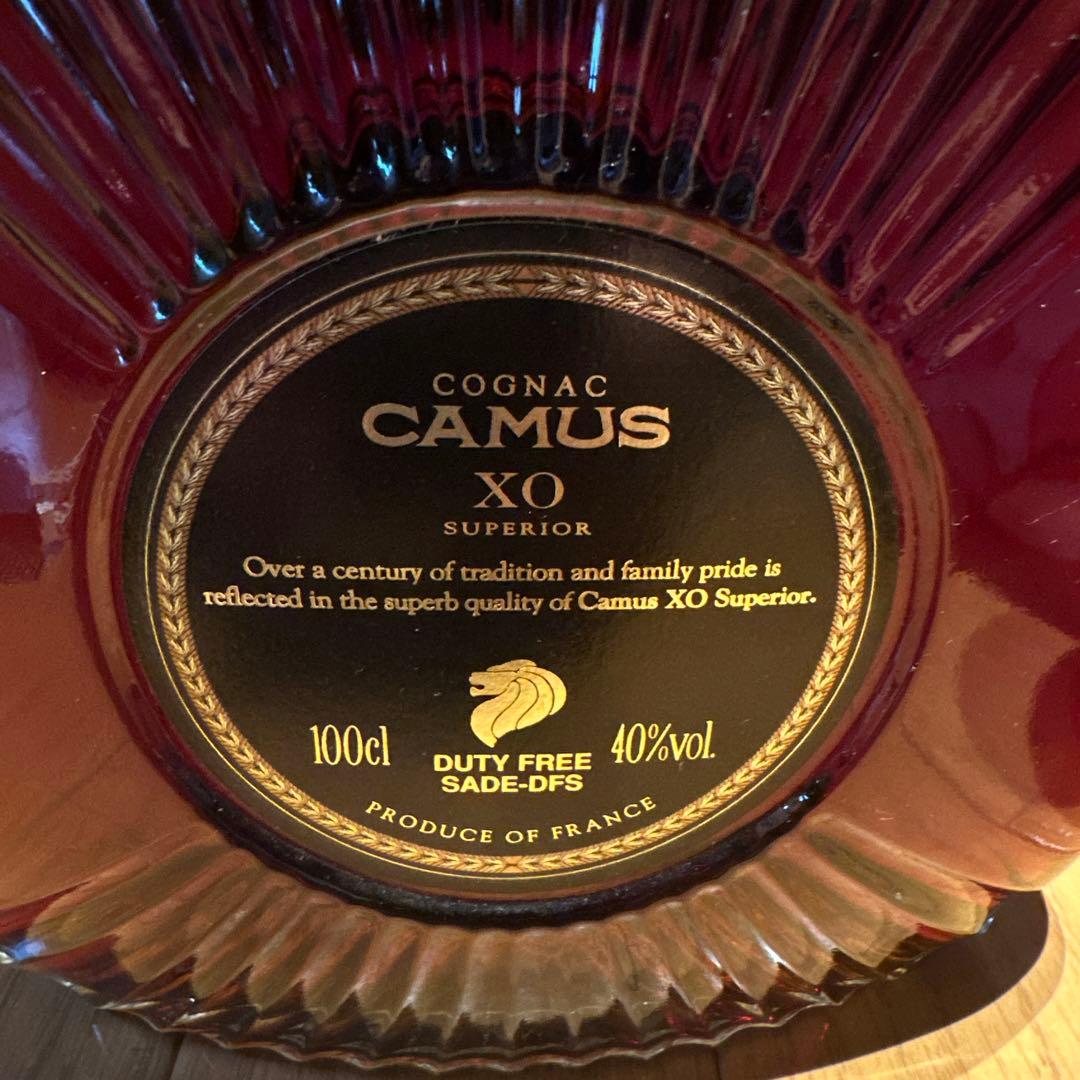 COGNAC
CAMUS
XO
SUPERIOR
Over a century of tradition and family pride is
reflected in the superb quality of Camus XO Superior.
100cl
DUTY FREE
SADE-DFS
40%vol.
PRODUCE OF FRANCE